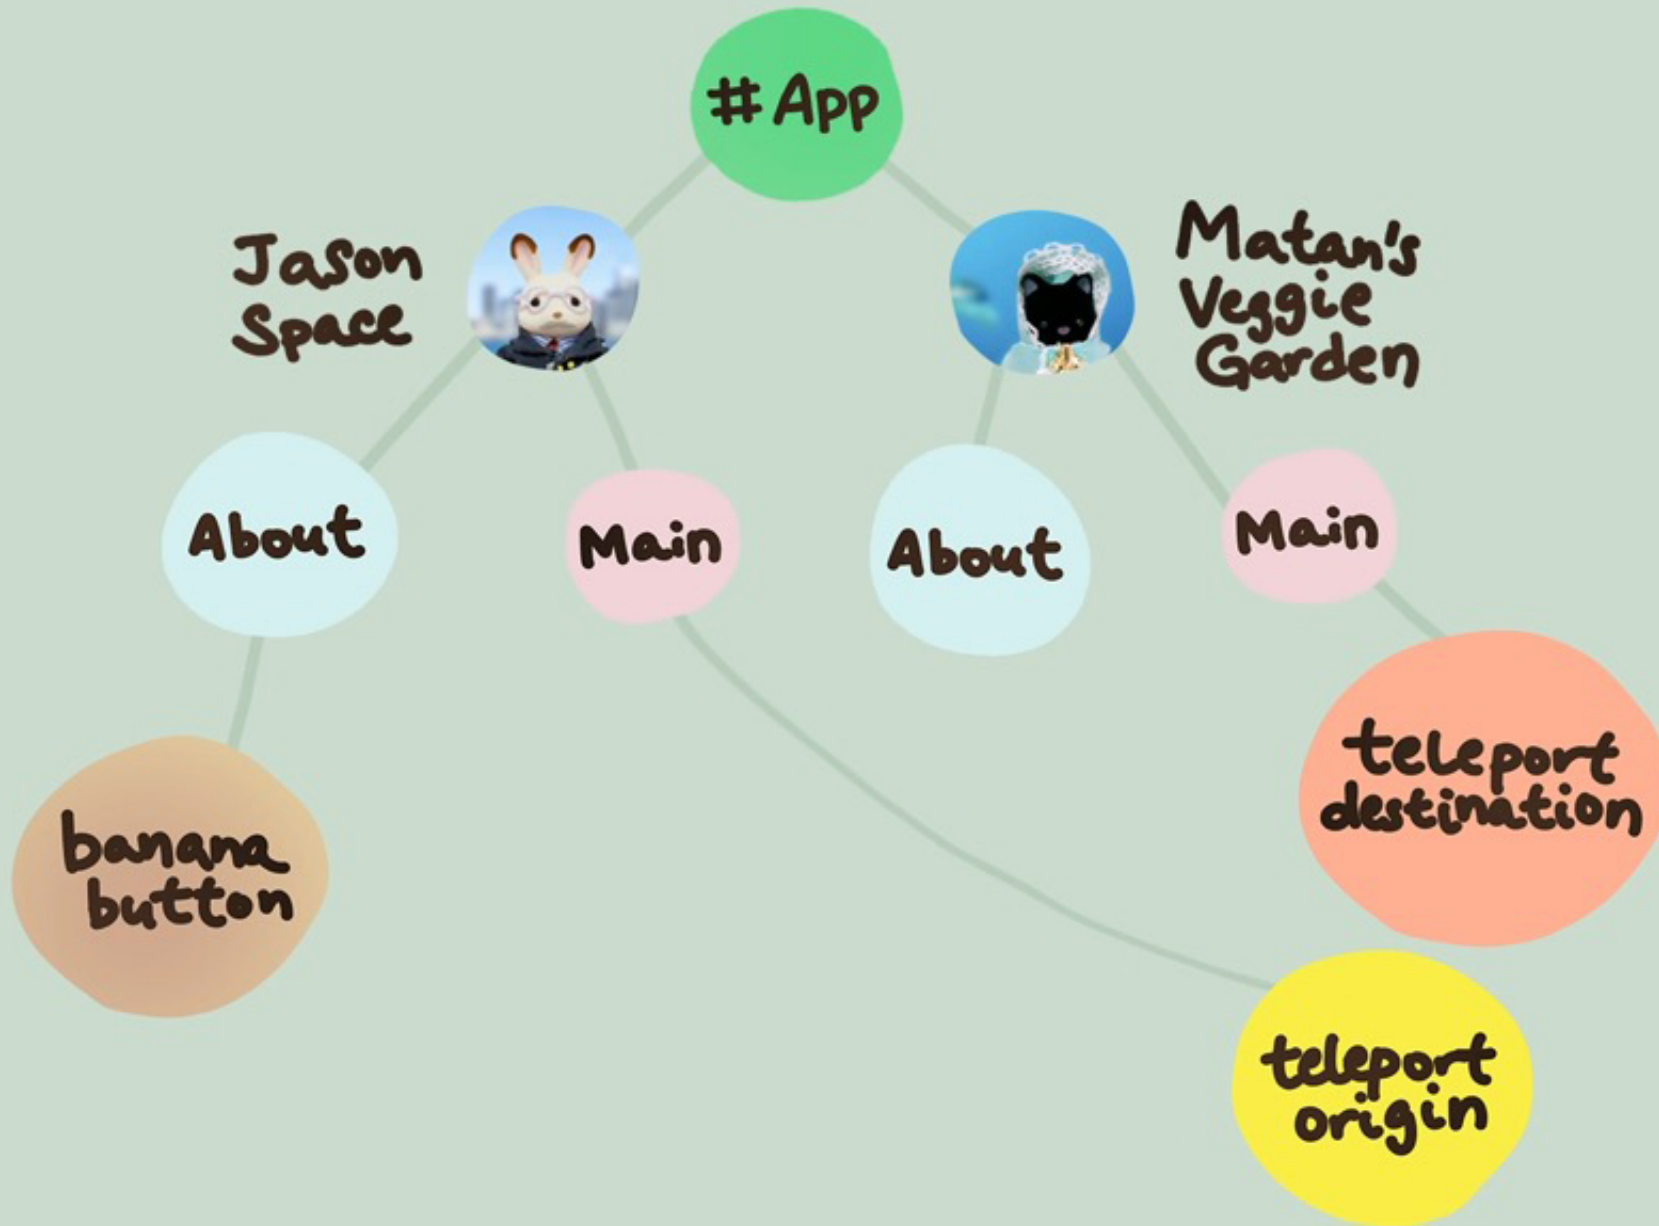 #App
Jason
Space
Matan's
Veggie
Garden
About
Main
About
Main
teleport
destination
banana
button
teleport
origin